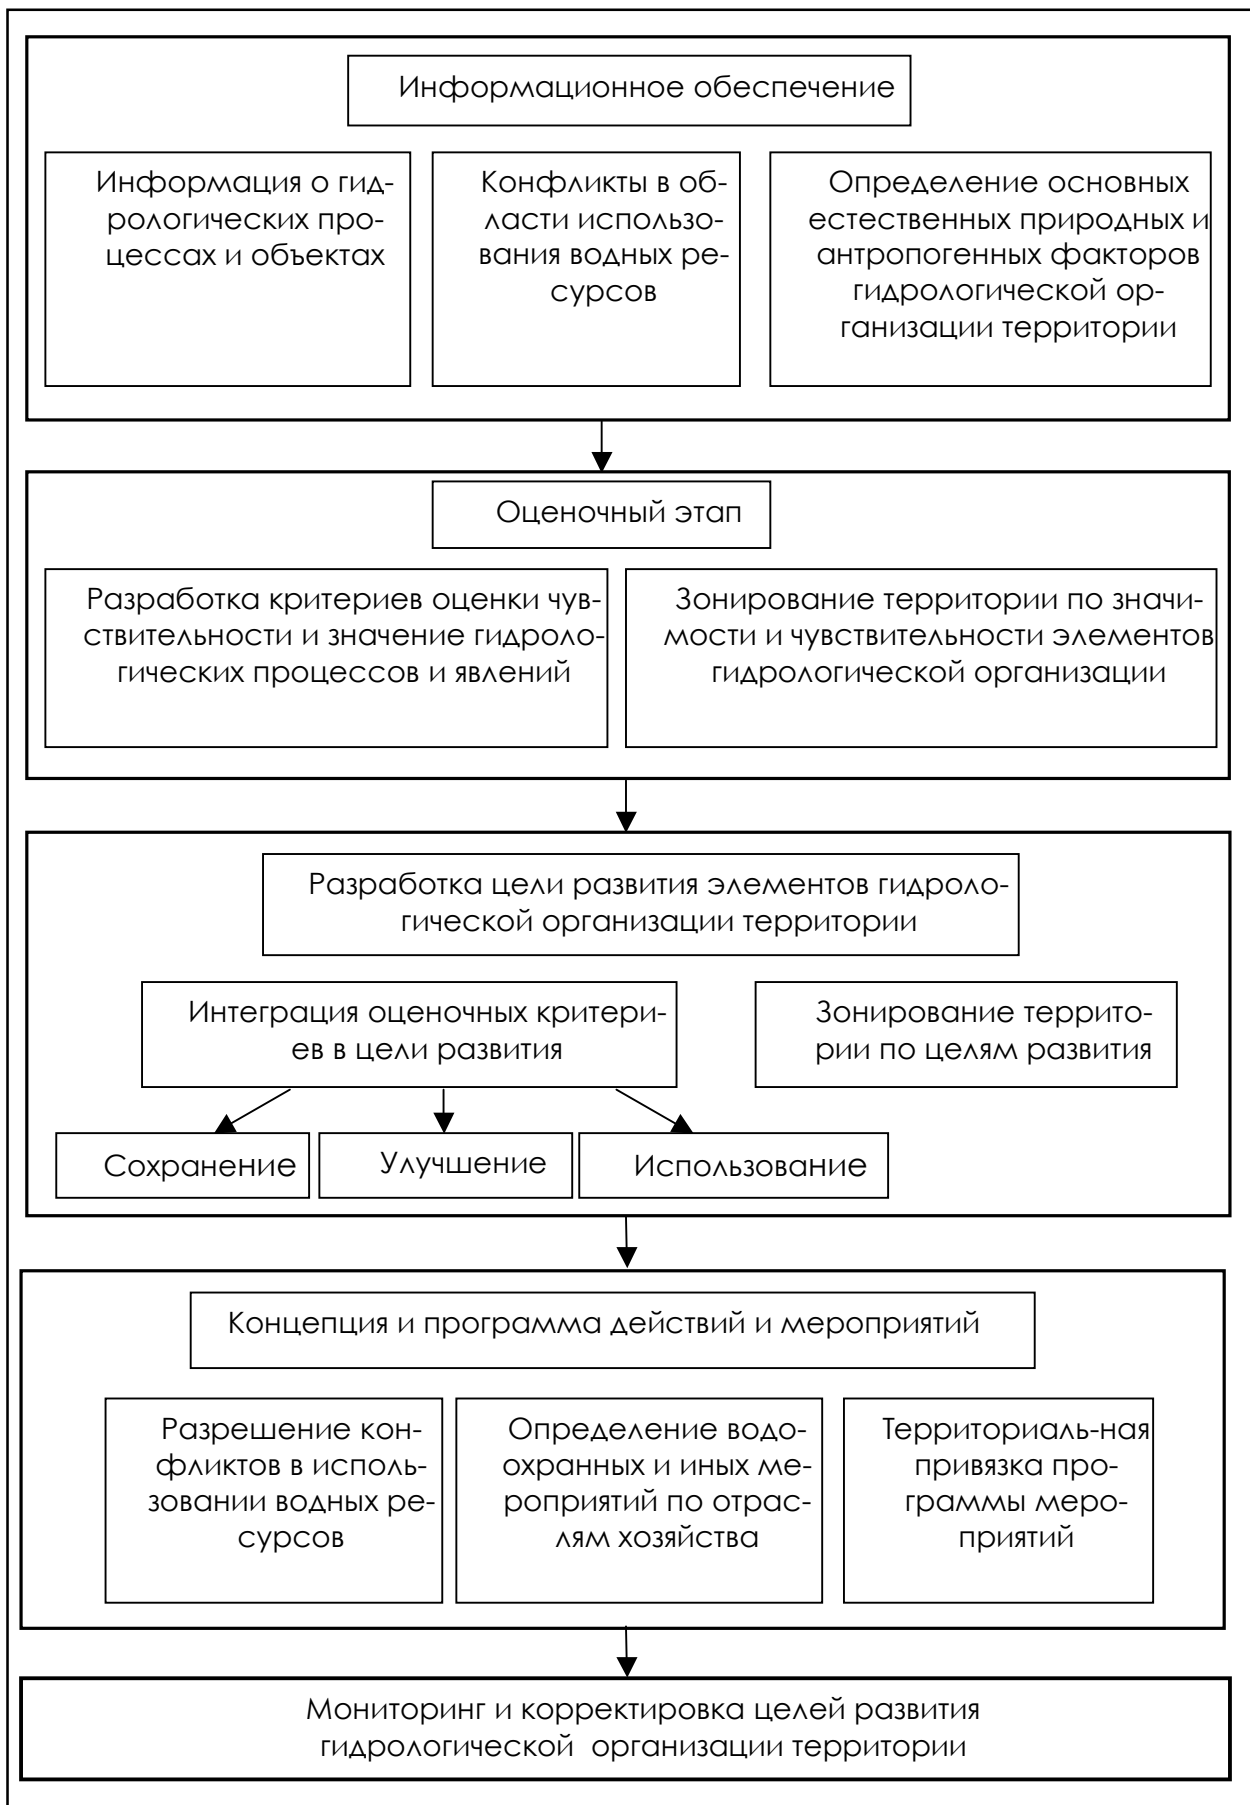 Информационное обеспечение
Информация о гид-
рологических про-
цессах и объектах
Конфликты в об-
ласти использо-
вания водных ре-
сурсов
Определение основных
естественных природных и
антропогенных факторов
гидрологической ор-
ганизации территории
Оценочный этап
Разработка критериев оценки чув-
ствительности и значение гидроло-
гических процессов и явлений
Зонирование территории по значи-
мости и чувствительности элементов
гидрологической организации
Разработка цели развития элементов гидроло-
гической организации территории
Интеграция оценочных критери-
ев в цели развития
Зонирование террито-
рии по целям развития
Сохранение
Улучшение
Использование
Концепция и программа действий и мероприятий
Разрешение кон-
фликтов в исполь-
зовании водных ре-
сурсов
Определение водо-
охранных и иных ме-
роприятий по отрас-
лям хозяйства
Территориаль-ная
привязка про-
граммы меро-
приятий
Мониторинг и корректировка целей развития
гидрологической  организации территории